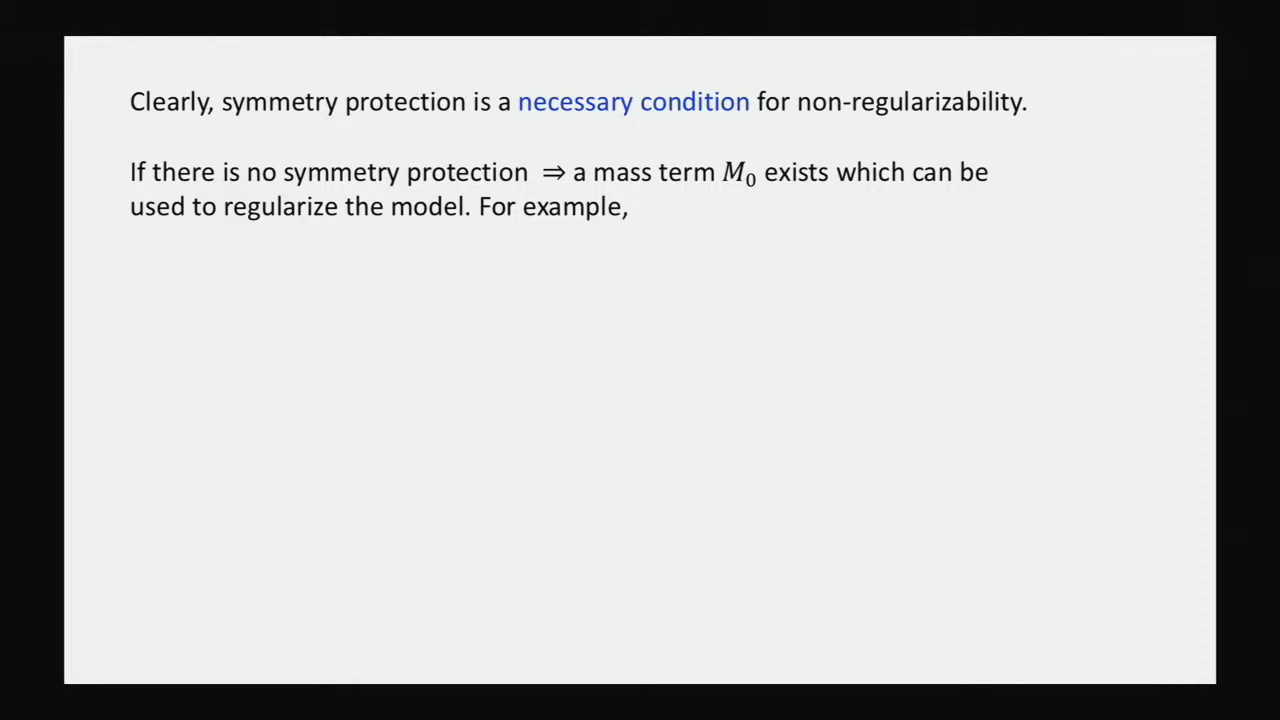 Clearly, symmetry protection is a necessary condition for non-regularizability.
If there is no symmetry protection ⇒ a mass term M₀ exists which can be
used to regularize the model. For example,